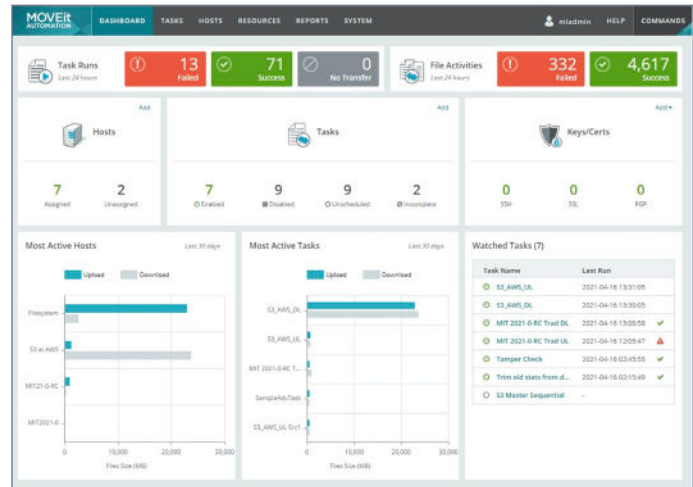 MOVEit
AUTOMATION
DASHBOARD TASKS HOSTS RESOURCES REPORTS SYSTEM miadmin HELP COMMANDS
Task Runs
Last 24 hours
13
Failed
71
Success
0
No Transfer
File Activities
Last 24 hours
332
Failed
4,617
Success
Add
Hosts
7
Assigned
2
Unassigned
Add
Tasks
7
Enabled
9
Disabled
9
Unscheduled
2
Incomplete
Add
Keys/Certs
0
SSH
0
SSL
0
PGP
Most Active Hosts Last 30 days
Upload Download
Filesystem
S3 at AWS
MIT21-0-RC
MIT2021-0
0 10,000 20,000 30,000
Files Size (MB)
Most Active Tasks Last 30 days
Upload Download
S3_AWS_DL
S3_AWS_UL
MIT 2021-0-RC T...
SampleAdvTask
S3_AWS_UL Src1
0 10,000 20,000 30,000
Files Size (MB)
Watched Tasks (7)
Task Name Last Run
S3_AWS_UL 2021-04-16 13:31:05
S3_AWS_DL 2021-04-16 13:30:05
MIT 2021-0-RC Trad DL 2021-04-16 13:00:58
MIT 2021-0-RC Trad UL 2021-04-16 12:05:47
Tamper Check 2021-04-16 02:45:55
Trim old stats from d... 2021-04-16 02:15:49
S3 Master Sequential -